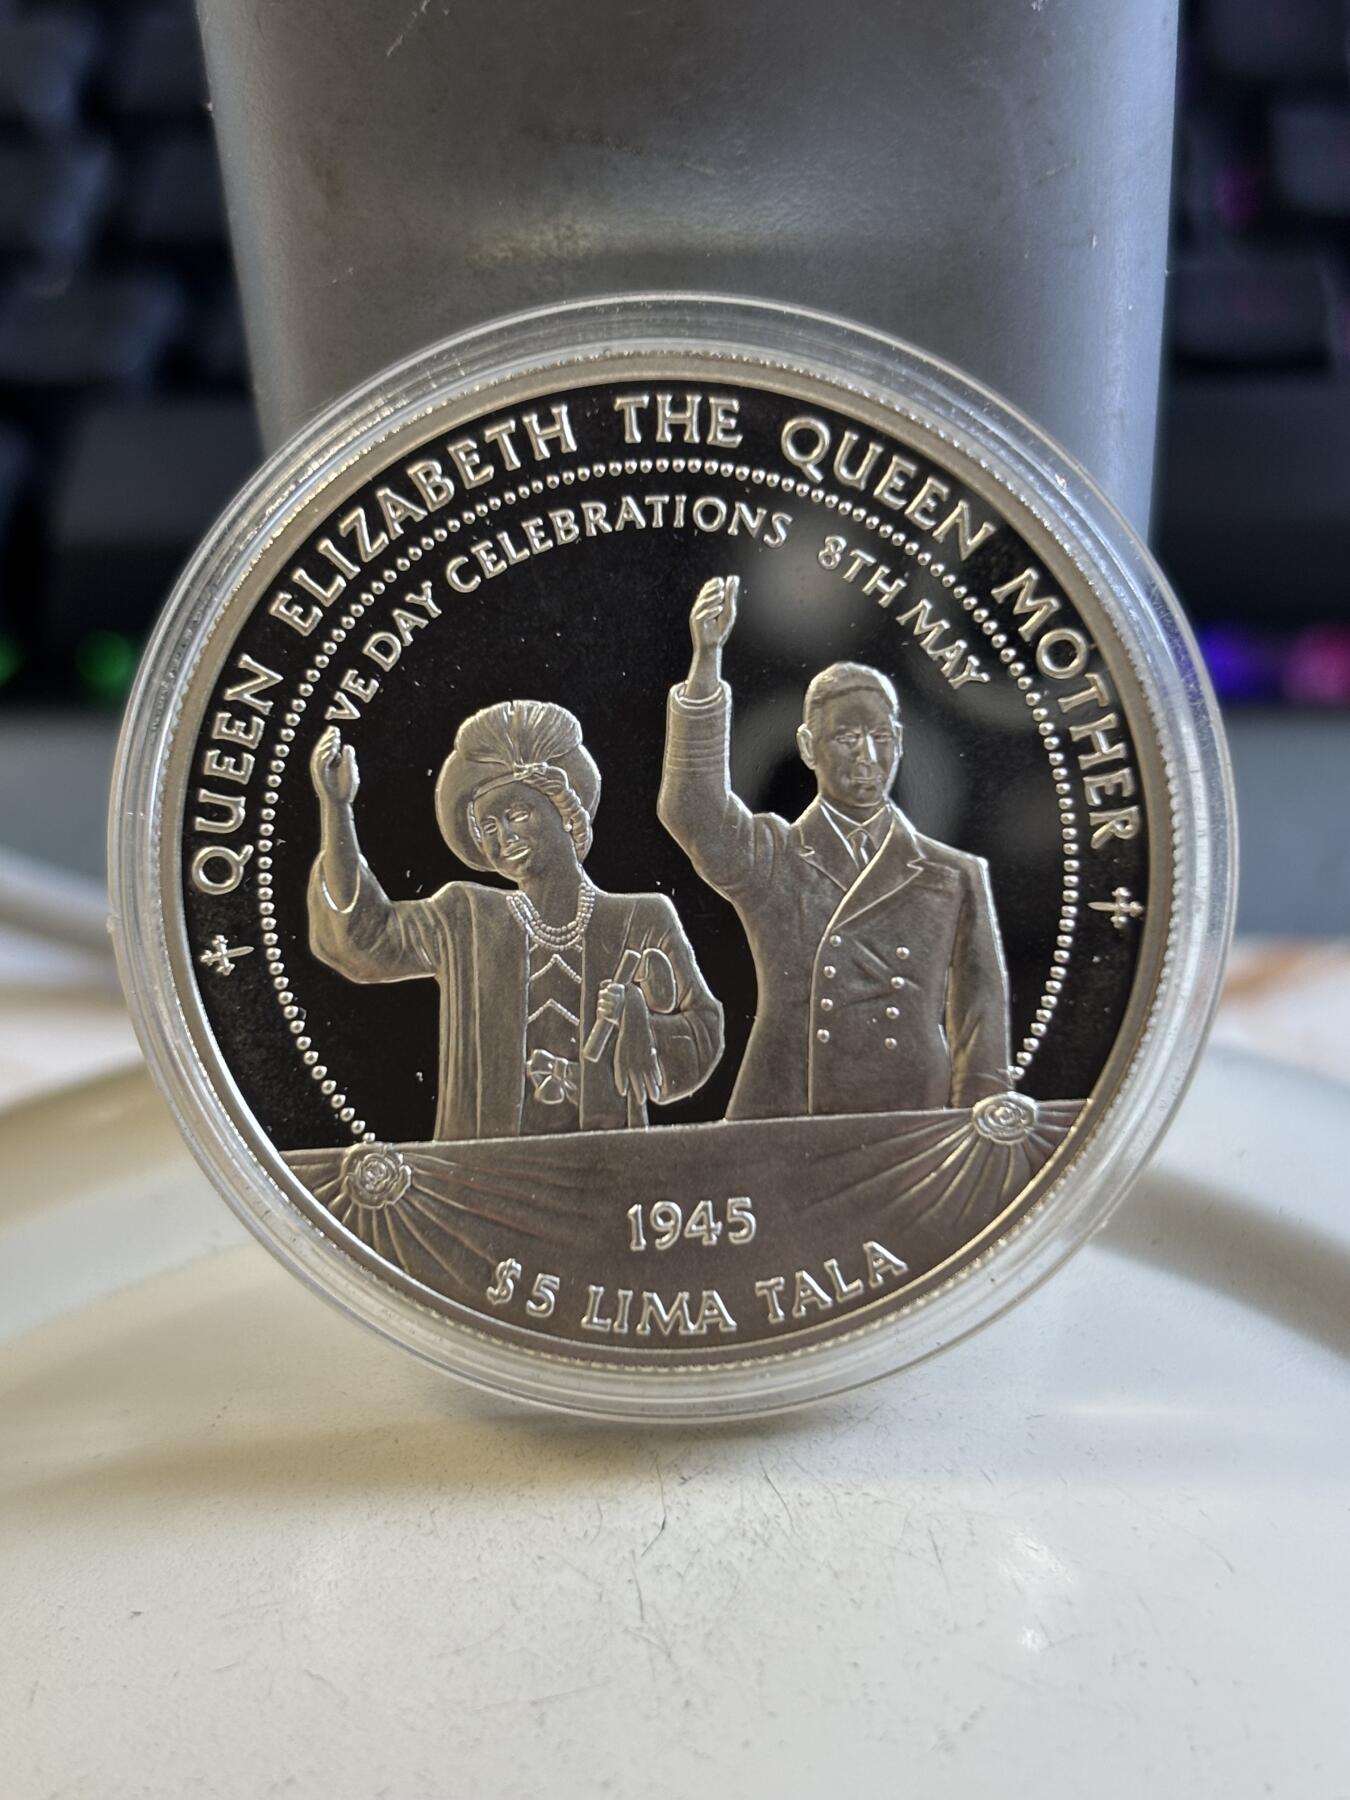 QUEEN ELIZABETH THE QUEEN MOTHER
VE DAY CELEBRATIONS 8TH MAY
1945
$5 LIMA TALA